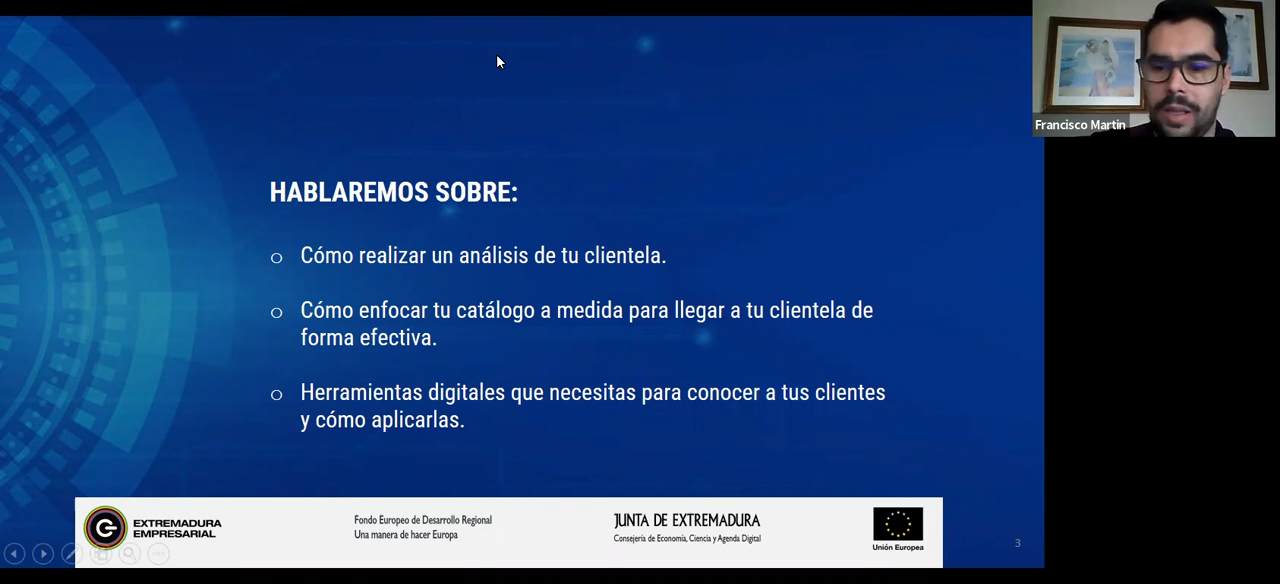 Francisco Martin
HABLAREMOS SOBRE:
o Cómo realizar un análisis de tu clientela.
o Cómo enfocar tu catálogo a medida para llegar a tu clientela de
forma efectiva.
o Herramientas digitales que necesitas para conocer a tus clientes
y cómo aplicarlas.
EXTREMADURA
EMPRESARIAL
Fondo Europeo de Desarrollo Regional
Una manera de hacer Europa
JUNTA DE EXTREMADURA
Consejería de Economía, Ciencia y Agenda Digital
Unión Europea
3